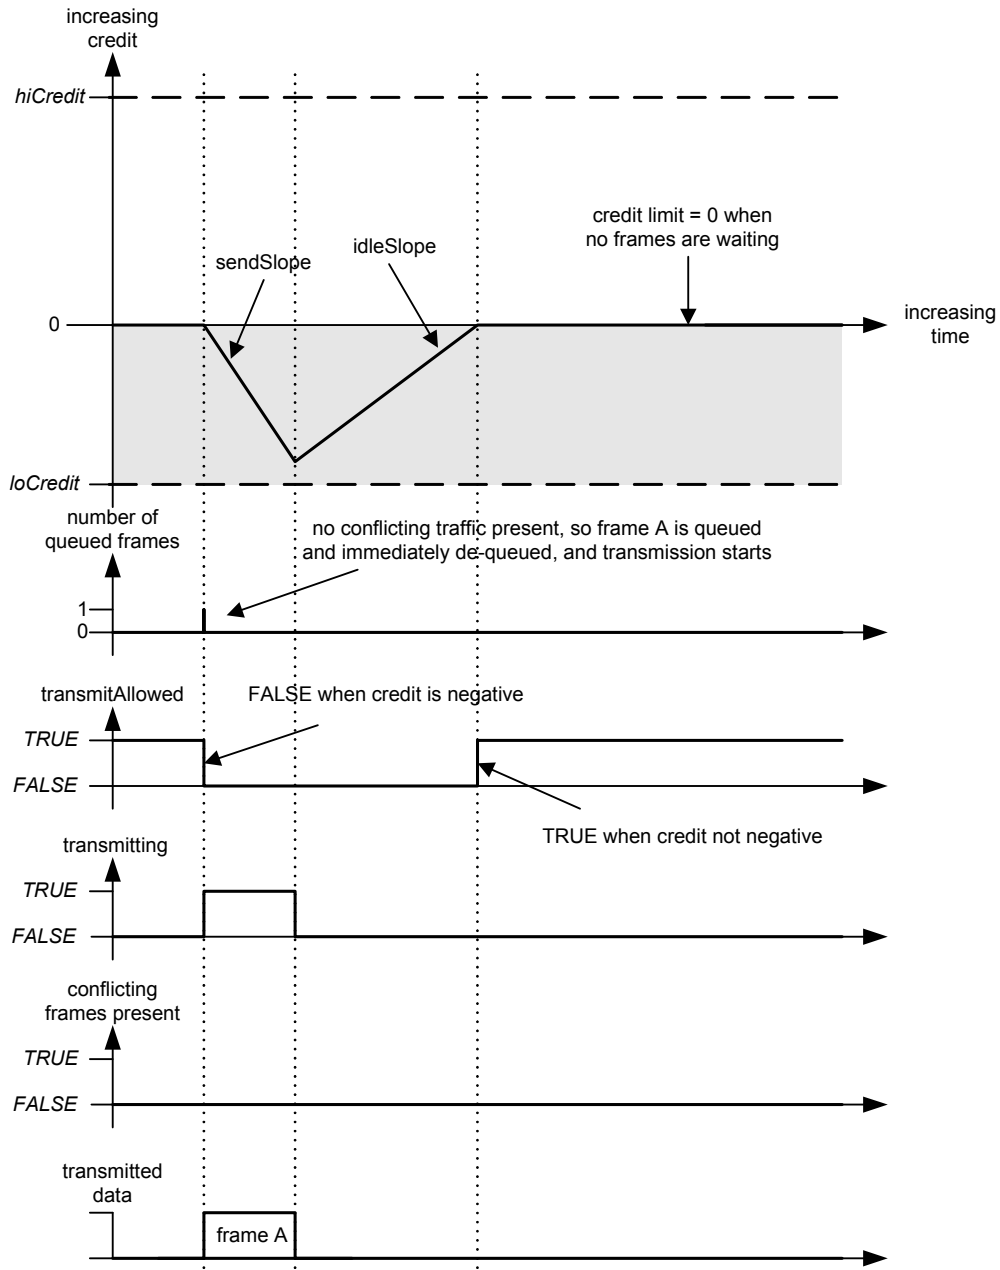 increasing
credit
hiCredit
credit limit = 0 when
no frames are waiting
idleSlope
sendSlope
0
increasing
time
loCredit
number of
queued frames
no conflicting traffic present, so frame A is queued
and immediately de-queued, and transmission starts
1
0
transmitAllowed
FALSE when credit is negative
TRUE
FALSE
TRUE when credit not negative
transmitting
TRUE
FALSE
conflicting
frames present
TRUE
FALSE
transmitted
data
frame A